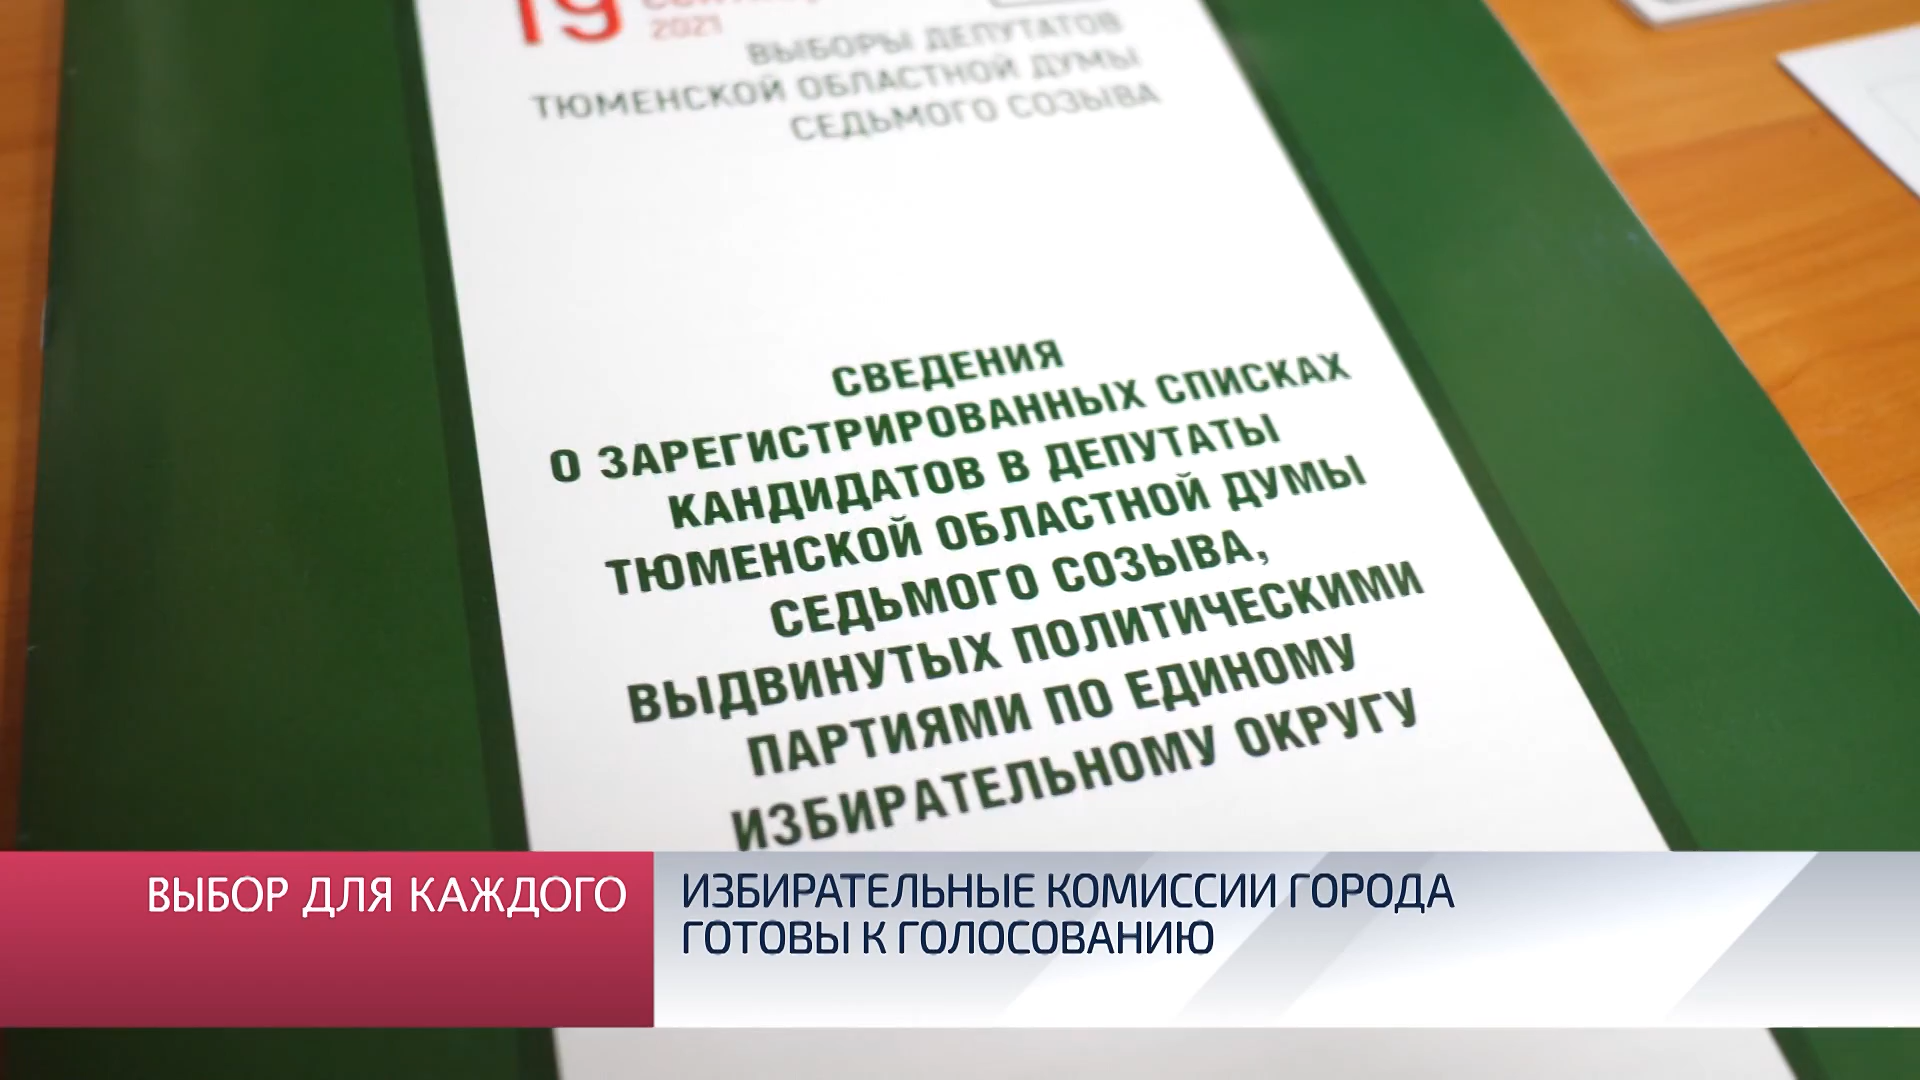 19
2021
ВЫБОРЫ ДЕПУТАТОВ
ТЮМЕНСКОЙ ОБЛАСТНОЙ ДУМЫ
СЕДЬМОГО СОЗЫВА
СВЕДЕНИЯ
О ЗАРЕГИСТРИРОВАННЫХ СПИСКАХ
КАНДИДАТОВ В ДЕПУТАТЫ
ТЮМЕНСКОЙ ОБЛАСТНОЙ ДУМЫ
СЕДЬМОГО СОЗЫВА,
ВЫДВИНУТЫХ ПОЛИТИЧЕСКИМИ
ПАРТИЯМИ ПО ЕДИНОМУ
ИЗБИРАТЕЛЬНОМУ ОКРУГУ
ВЫБОР ДЛЯ КАЖДОГО
ИЗБИРАТЕЛЬНЫЕ КОМИССИИ ГОРОДА
ГОТОВЫ К ГОЛОСОВАНИЮ